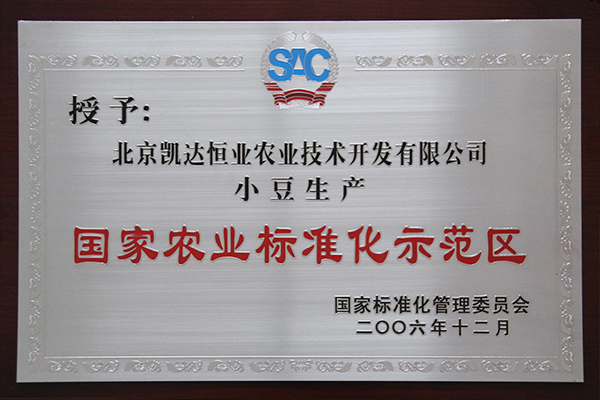 SAC
授予:
北京凯达恒业农业技术开发有限公司
小豆生产
国家农业标准化示范区
国家标准化管理委员会
二〇〇六年十二月